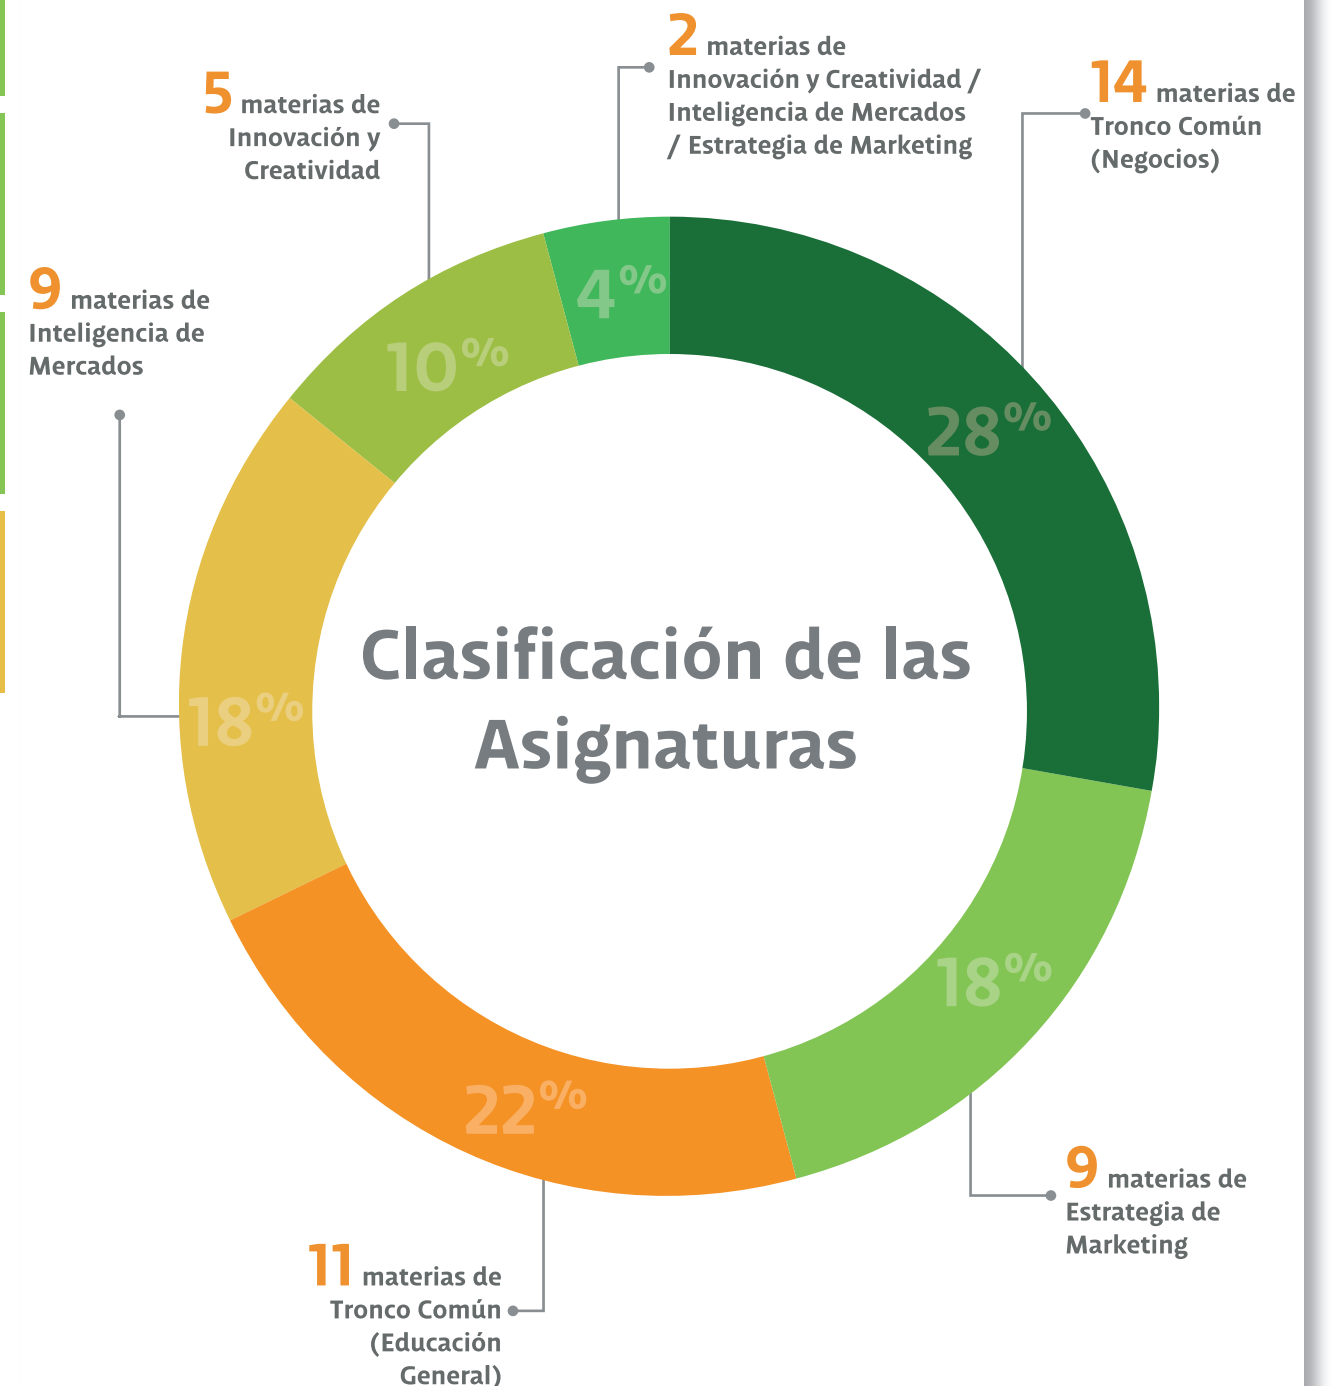 2 materias de
Innovación y Creatividad /
Inteligencia de Mercados
/ Estrategia de Marketing
14 materias de
Tronco Común
(Negocios)
5 materias de
Innovación y
Creatividad
9 materias de
Inteligencia de
Mercados
4%
10%
28%
18%
Clasificación de las
Asignaturas
18%
22%
9 materias de
Estrategia de
Marketing
11 materias de
Tronco Común
(Educación
General)